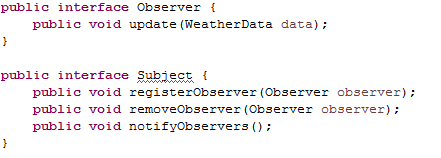 public interface Observer {
    public void update(WeatherData data);
}
public interface Subject {
    public void registerObserver(Observer observer);
    public void removeObserver(Observer observer);
    public void notifyObservers();
}